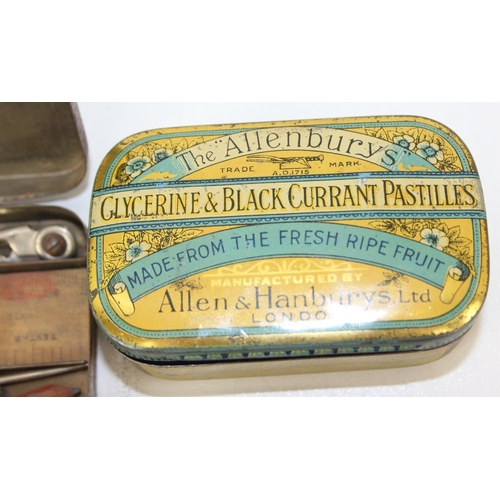 The "Allenburys
TRADE MARK.
A.D. 1715
GLYCERINE & BLACK CURRANT PASTILLES
MADE FROM THE FRESH RIPE FRUIT
MANUFACTURED BY
Allen & Hanburys, Ltd
LONDO